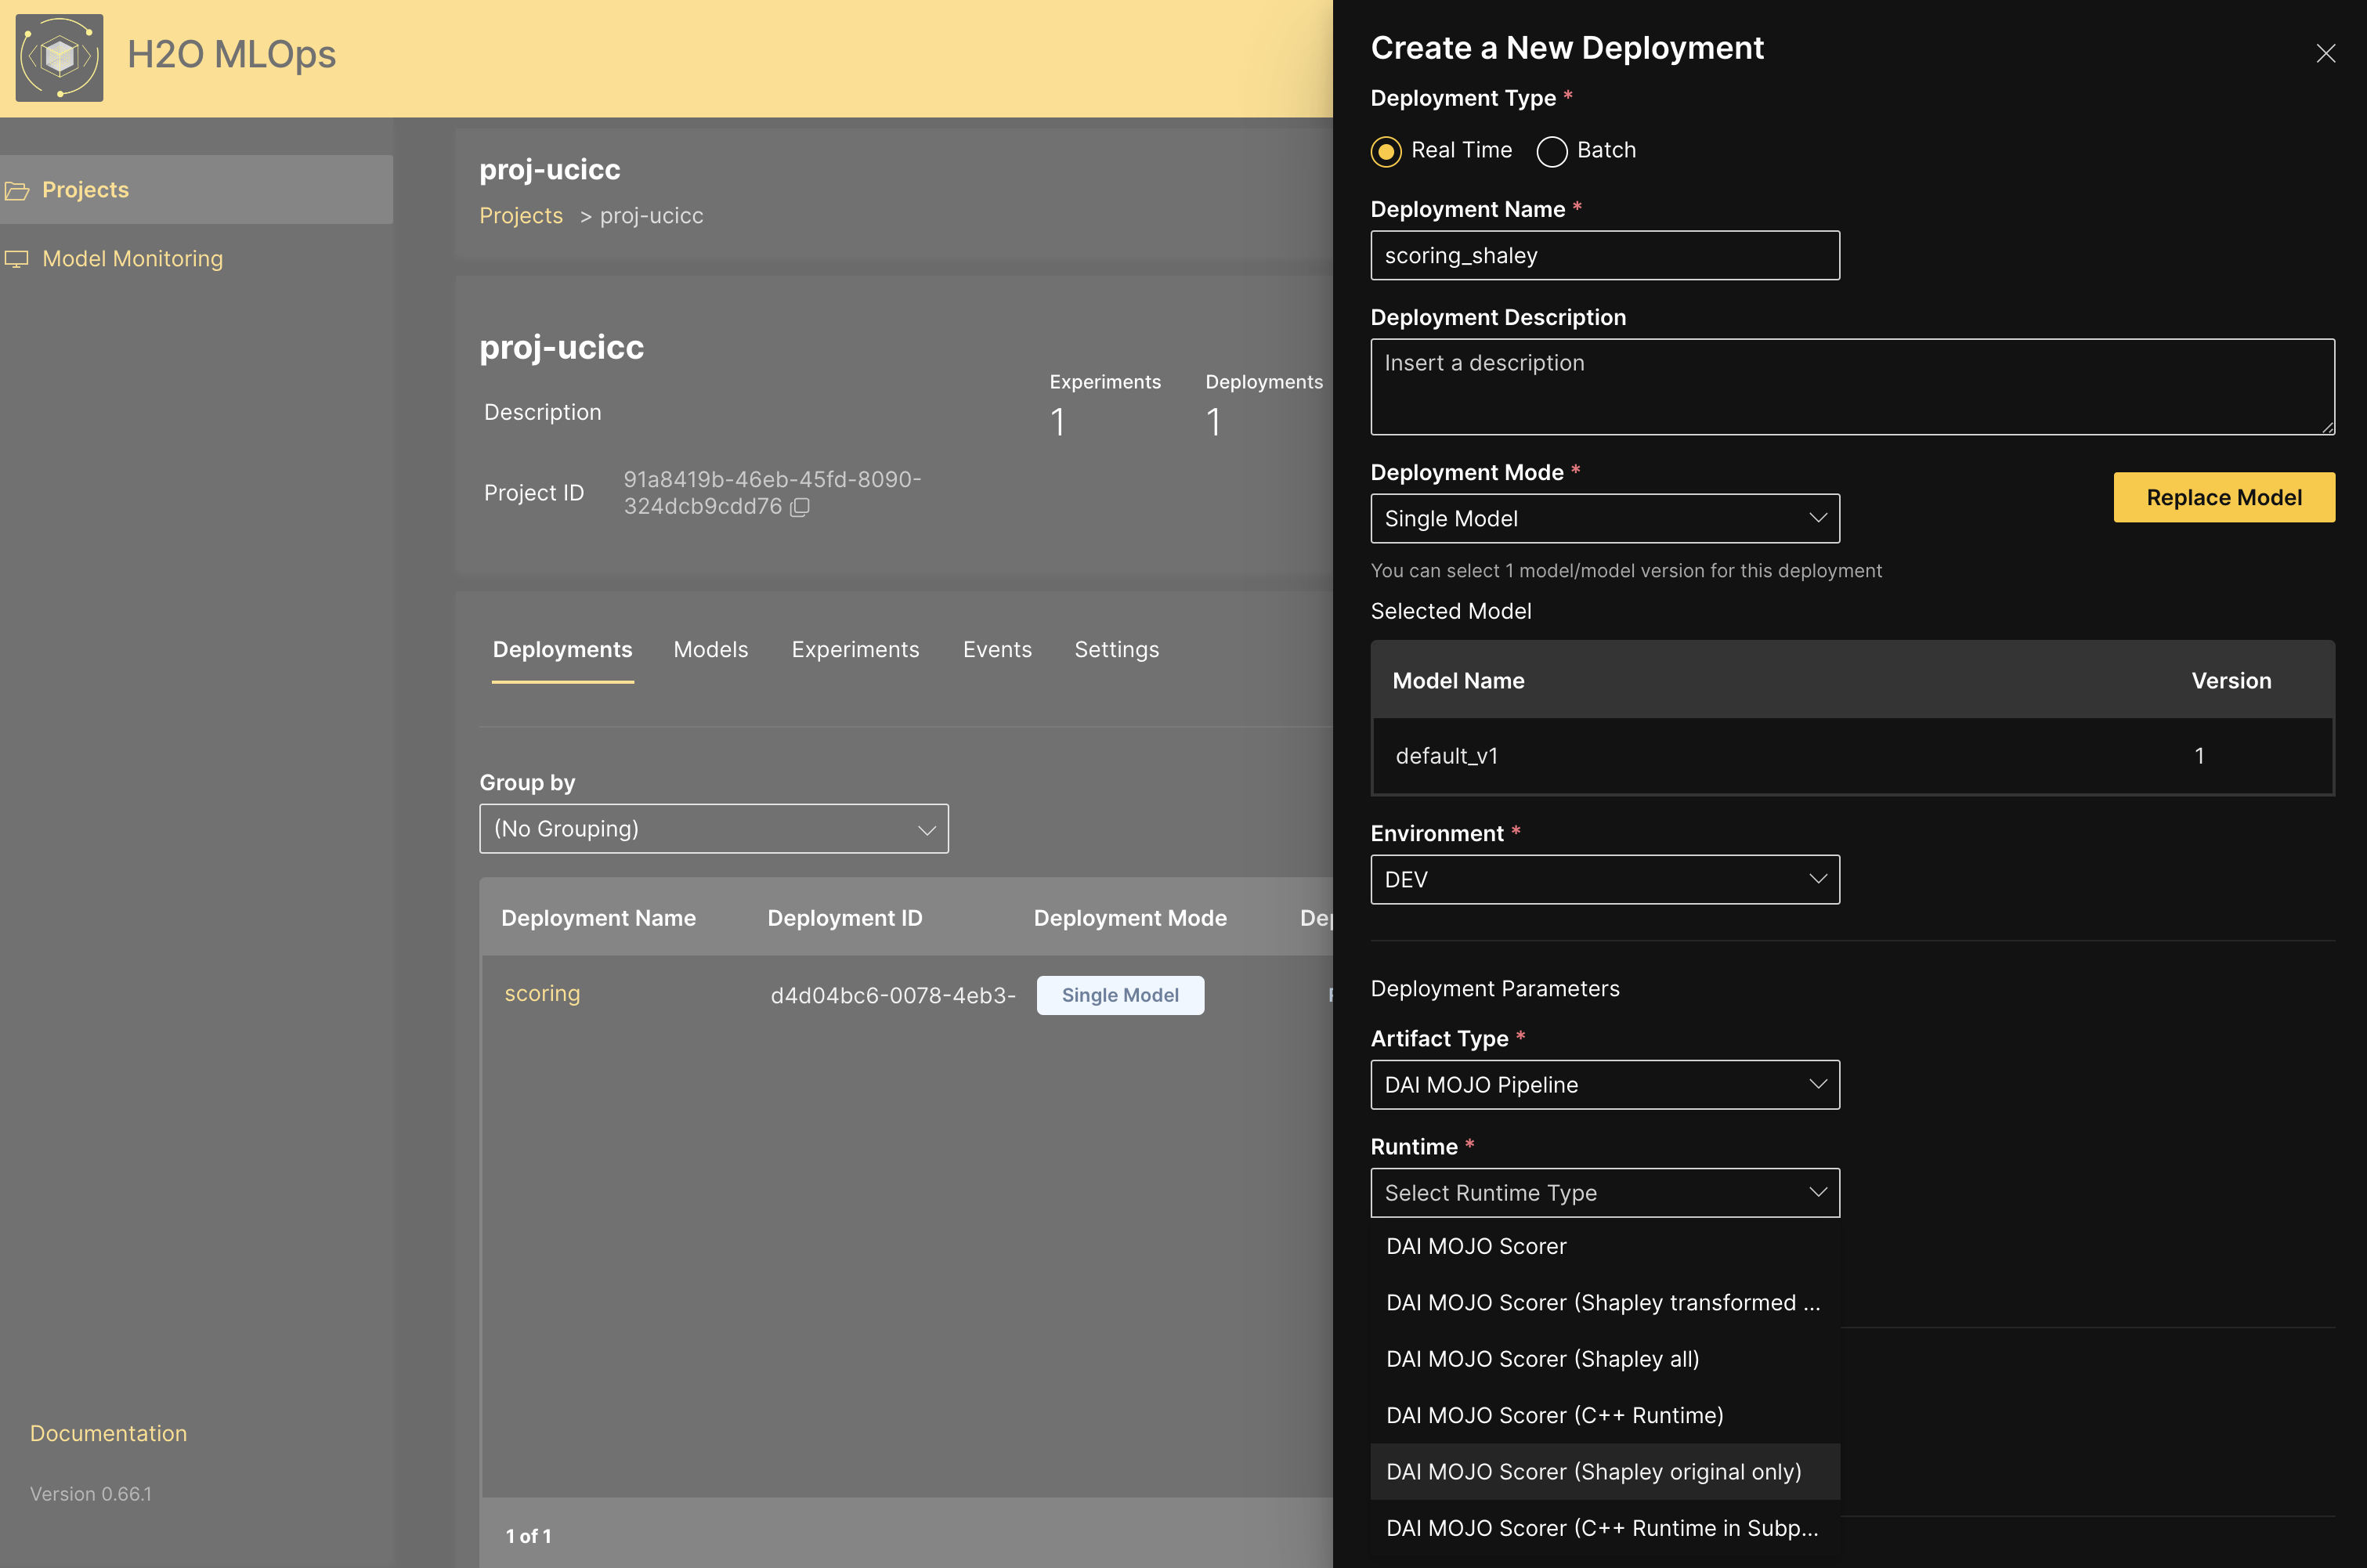 H2O MLOps
Projects
Model Monitoring
Documentation
Version 0.66.1
proj-ucicc
Projects > proj-ucicc
proj-ucicc
Description
Project ID
91a8419b-46eb-45fd-8090-
324dcb9cdd76
Experiments
1
Deployments
1
Deployments Models Experiments Events Settings
Group by
(No Grouping)
Deployment Name Deployment ID Deployment Mode
scoring d4d04bc6-0078-4eb3- Single Model
1 of 1
Create a New Deployment
Deployment Type *
Real Time Batch
Deployment Name *
scoring_shaley
Deployment Description
Insert a description
Deployment Mode *
Single Model
Replace Model
You can select 1 model/model version for this deployment
Selected Model
Model Name Version
default_v1 1
Environment *
DEV
Deployment Parameters
Artifact Type *
DAI MOJO Pipeline
Runtime *
Select Runtime Type
DAI MOJO Scorer
DAI MOJO Scorer (Shapley transformed ...
DAI MOJO Scorer (Shapley all)
DAI MOJO Scorer (C++ Runtime)
DAI MOJO Scorer (Shapley original only)
DAI MOJO Scorer (C++ Runtime in Subp...